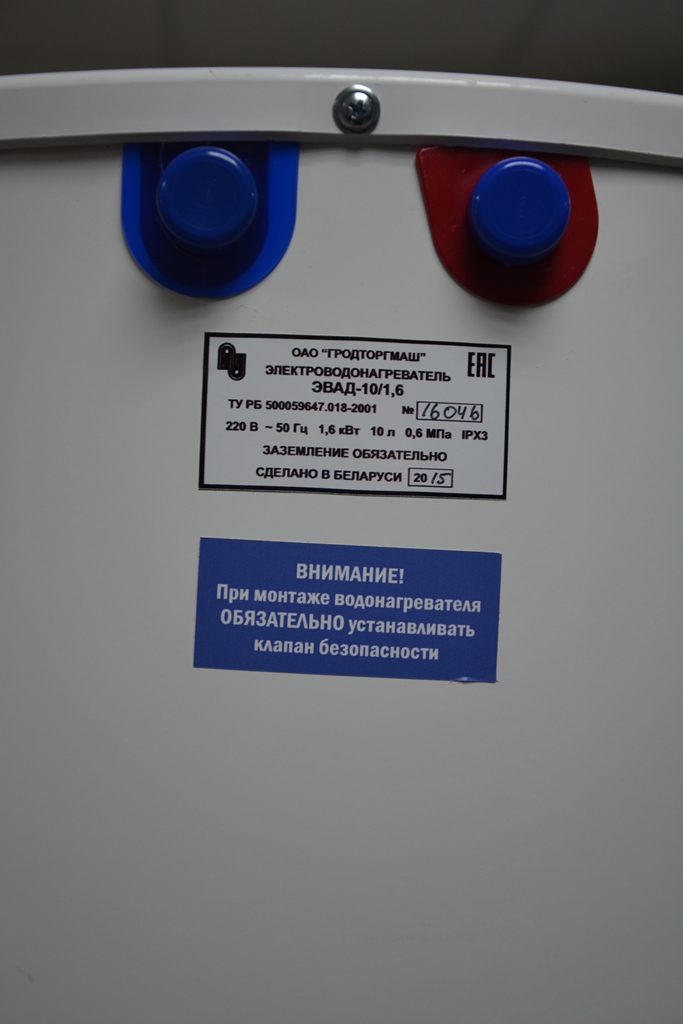 ОАО "ГРОДТОРГМАШ"
EAC
ЭЛЕКТРОВОДОНАГРЕВАТЕЛЬ
ЭВАД-10/1,6
ТУ РБ 500059647.018-2001 № 16046
220 В ~ 50 Гц 1,6 кВт 10 л 0,6 МПа IPX3
ЗАЗЕМЛЕНИЕ ОБЯЗАТЕЛЬНО
СДЕЛАНО В БЕЛАРУСИ 2015
ВНИМАНИЕ!
При монтаже водонагревателя
ОБЯЗАТЕЛЬНО устанавливать
клапан безопасности